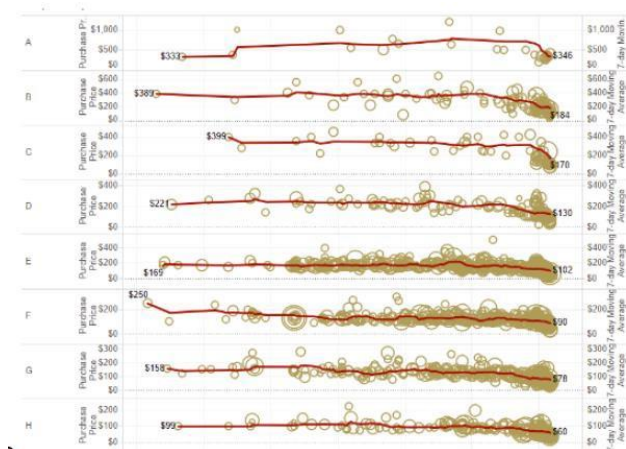 A
Purchase Pr.
$1,000
$500
$0
$333
$346
$1,000
$500
$0
7-day Movin.
B
Purchase Price
$600
$400
$200
$0
$389
$184
$600
$400
$200
$0
7-day Moving Average
C
Purchase Price
$400
$200
$0
$399
$170
$400
$200
$0
7-day Moving Average
D
Purchase Price
$400
$200
$0
$221
$130
$400
$200
$0
7-day Moving Average
E
Purchase Price
$400
$200
$0
$169
$102
$400
$200
$0
7-day Moving Average
F
Purchase Price
$200
$0
$250
$90
$200
$0
7-day Moving Average
G
Purchase Price
$300
$200
$100
$0
$158
$78
$300
$200
$100
$0
7-day Moving Average
H
Purchase Price
$200
$100
$0
$99
$60
$200
$100
$0
7-day Moving Average